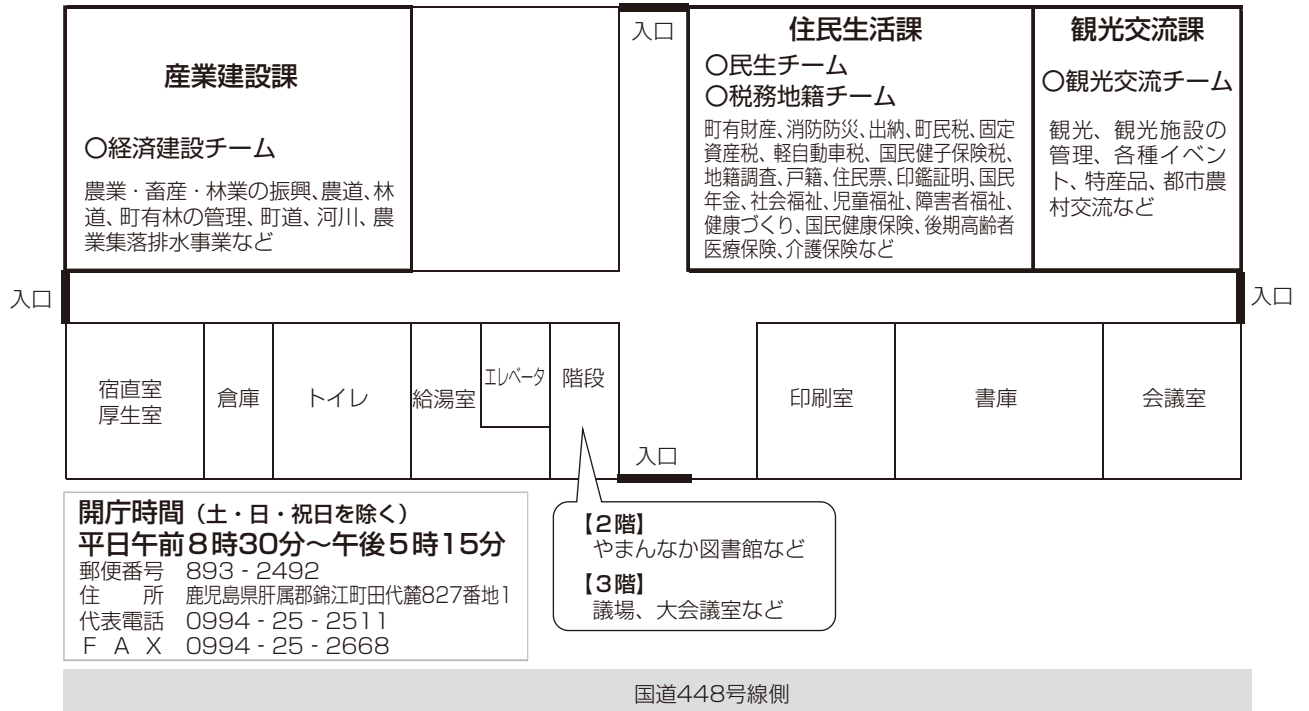 産業建設課
○経済建設チーム
農業・畜産・林業の振興、農道、林
道、町有林の管理、町道、河川、農
業集落排水事業など
入口
住民生活課
○民生チーム
○税務地籍チーム
町有財産、消防防災、出納、町民税、固定
資産税、軽自動車税、国民健子保険税、
地籍調査、戸籍、住民票、印鑑証明、国民
年金、社会福祉、児童福祉、障害者福祉、
健康づくり、国民健康保険、後期高齢者
医療保険、介護保険など
観光交流課
○観光交流チーム
観光、観光施設の
管理、各種イベン
ト、特産品、都市農
村交流など
入口
入口
宿直室
厚生室
倉庫
トイレ
給湯室
エレベータ
階段
入口
印刷室
書庫
会議室
開庁時間（土・日・祝日を除く）
平日午前8時30分～午後5時15分
郵便番号 893-2492
住所 鹿児島県肝属郡錦江町田代麓827番地1
代表電話 0994-25-2511
FAX 0994-25-2668
【2階】
やまんなか図書館など
【3階】
議場、大会議室など
国道448号線側